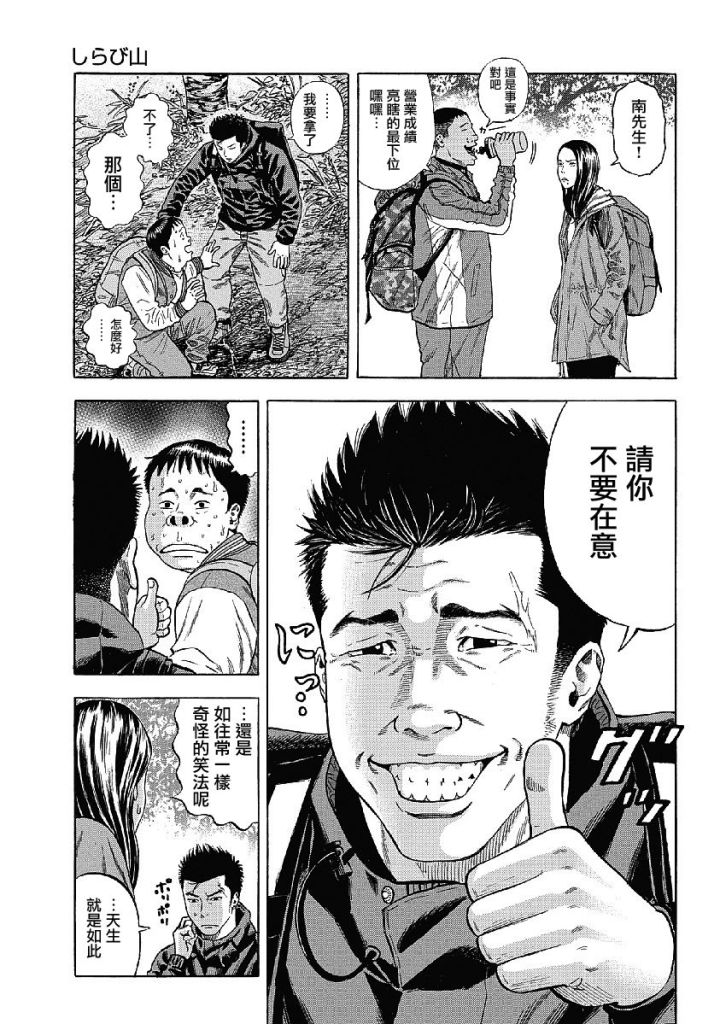 しらび山
南先生！
這是事實
對吧
營業成績
亮瞎的最下位
嘿嘿…
……
我要拿了
不了…
那個…
……
怎麼好
……
請你
不要在意
にっ…
グッ
……
…還是
如往常一樣
奇怪的笑法呢
ポリポリ
…天生
就是如此